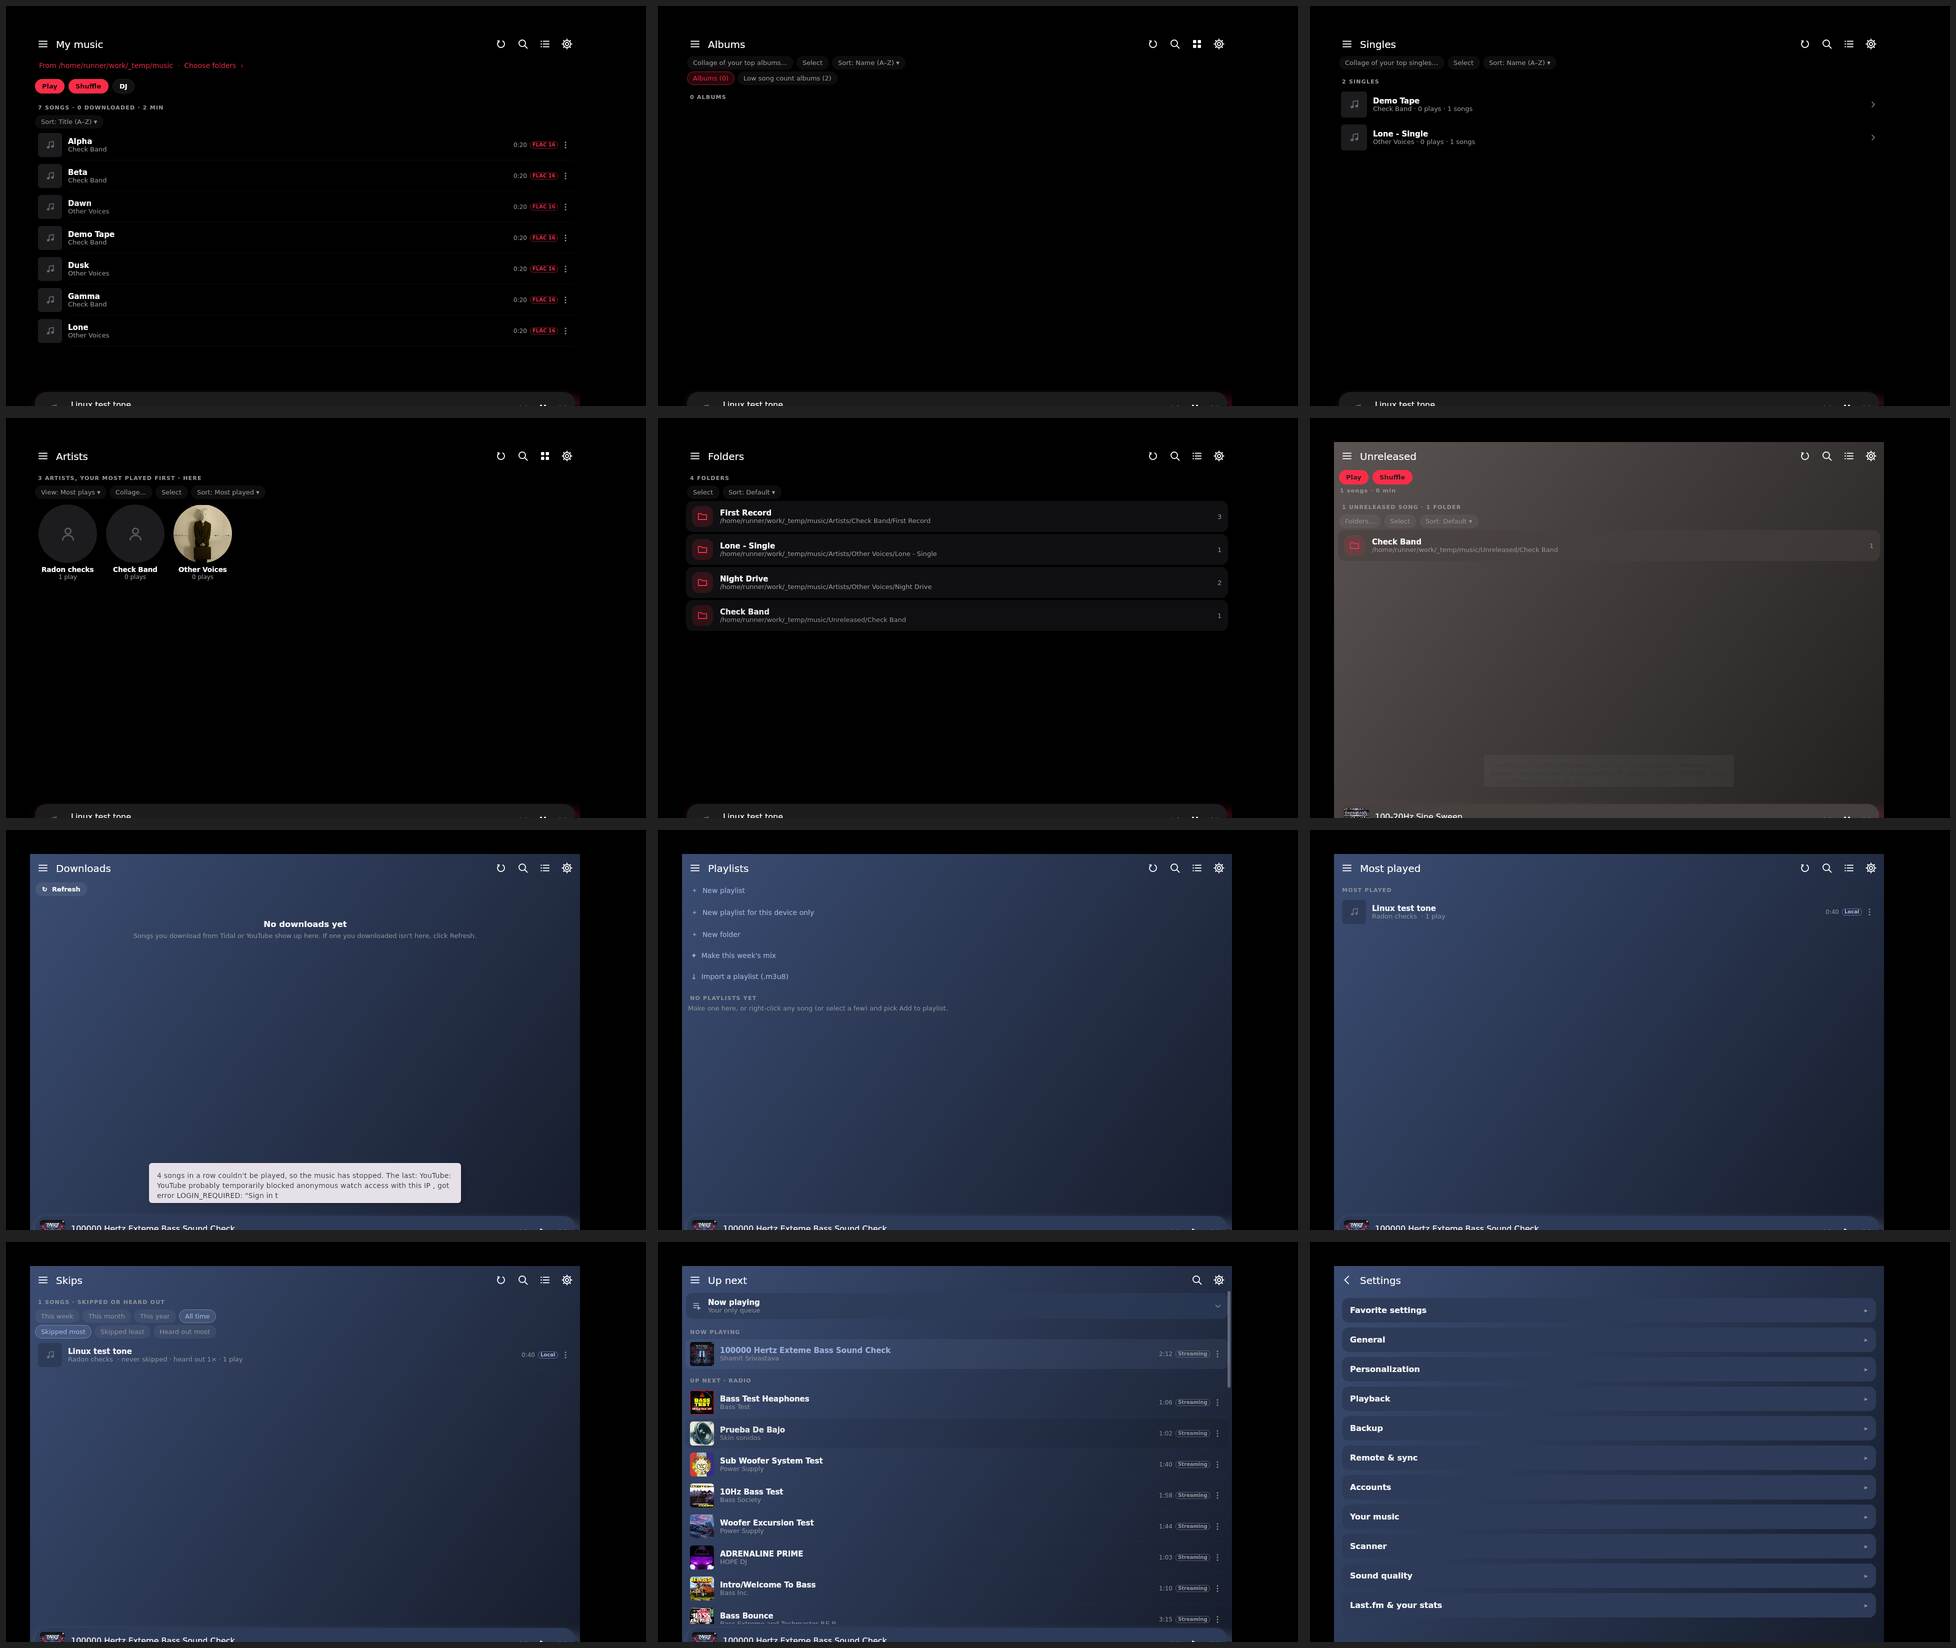 My music
From /home/runner/work/_temp/music · Choose folders ›
Play Shuffle DJ
7 SONGS · 0 DOWNLOADED · 2 MIN
Sort: Title (A–Z) ▾
Alpha
Check Band
0:20 FLAC 16
Beta
Check Band
0:20 FLAC 16
Dawn
Other Voices
0:20 FLAC 16
Demo Tape
Check Band
0:20 FLAC 16
Dusk
Other Voices
0:20 FLAC 16
Gamma
Check Band
0:20 FLAC 16
Lone
Other Voices
0:20 FLAC 16
Linux test tone
Albums
Collage of your top albums... Select Sort: Name (A–Z) ▾
Albums (0) Low song count albums (2)
0 ALBUMS
Linux test tone
Singles
Collage of your top singles... Select Sort: Name (A–Z) ▾
2 SINGLES
Demo Tape
Check Band · 0 plays · 1 songs
Lone - Single
Other Voices · 0 plays · 1 songs
Linux test tone
Artists
3 ARTISTS, YOUR MOST PLAYED FIRST · HERE
View: Most plays ▾ Collage... Select Sort: Most played ▾
Radon checks Check Band Other Voices
1 play 0 plays 0 plays
Linux test tone
Folders
4 FOLDERS
Select Sort: Default ▾
First Record
/home/runner/work/_temp/music/Artists/Check Band/First Record
3
Lone - Single
/home/runner/work/_temp/music/Artists/Other Voices/Lone - Single
1
Night Drive
/home/runner/work/_temp/music/Artists/Other Voices/Night Drive
2
Check Band
/home/runner/work/_temp/music/Unreleased/Check Band
1
Linux test tone
Unreleased
Play Shuffle
1 songs · 0 min
1 UNRELEASED SONG · 1 FOLDER
Folders... Select Sort: Default ▾
Check Band
/home/runner/work/_temp/music/Unreleased/Check Band
1
100-20Hz Sine Sweep
Downloads
↻ Refresh
No downloads yet
Songs you download from Tidal or YouTube show up here. If one you downloaded isn't here, click Refresh.
4 songs in a row couldn't be played, so the music has stopped. The last: YouTube:
YouTube probably temporarily blocked anonymous watch access with this IP , got
error LOGIN_REQUIRED: "Sign in t
100000 Hertz Exteme Bass Sound Check
Playlists
+ New playlist
+ New playlist for this device only
+ New folder
✦ Make this week's mix
↓ Import a playlist (.m3u8)
NO PLAYLISTS YET
Make one here, or right-click any song (or select a few) and pick Add to playlist.
100000 Hertz Exteme Bass Sound Check
Most played
MOST PLAYED
Linux test tone
Radon checks · 1 play
0:40 Local
100000 Hertz Exteme Bass Sound Check
Skips
1 SONGS · SKIPPED OR HEARD OUT
This week This month This year All time
Skipped most Skipped least Heard out most
Linux test tone
Radon checks · never skipped · heard out 1× · 1 play
0:40 Local
100000 Hertz Exteme Bass Sound Check
Up next
Now playing
Your only queue
NOW PLAYING
100000 Hertz Exteme Bass Sound Check
Shamit Srivastava
2:12 Streaming
UP NEXT · RADIO
Bass Test Heaphones
Bass Test
1:06 Streaming
Prueba De Bajo
Skin sonidos
1:02 Streaming
Sub Woofer System Test
Power Supply
1:40 Streaming
10Hz Bass Test
Bass Society
1:58 Streaming
Woofer Excursion Test
Power Supply
1:44 Streaming
ADRENALINE PRIME
HOPE DJ
1:03 Streaming
Intro/Welcome To Bass
Bass Inc.
1:10 Streaming
Bass Bounce
3:15 Streaming
100000 Hertz Exteme Bass Sound Check
Settings
Favorite settings
General
Personalization
Playback
Backup
Remote & sync
Accounts
Your music
Scanner
Sound quality
Last.fm & your stats